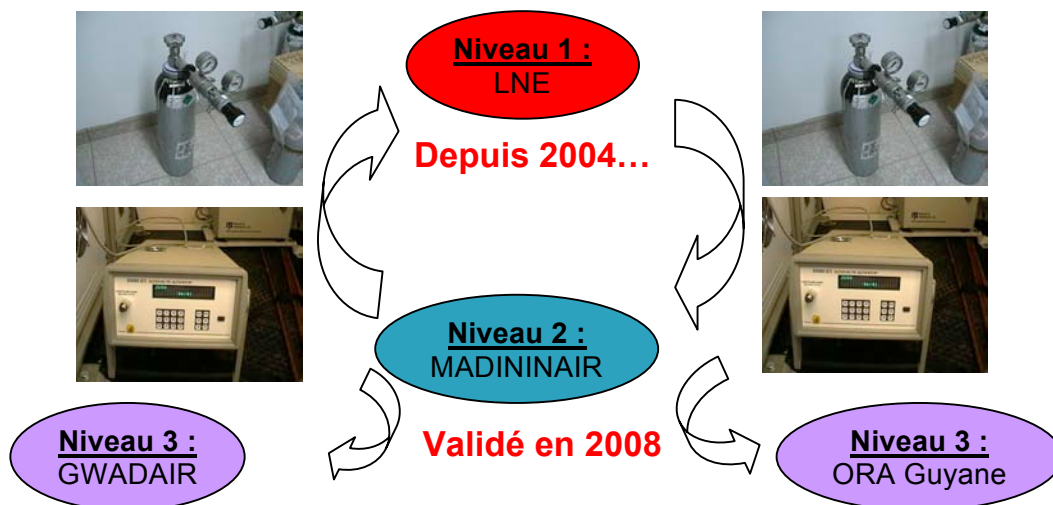 Niveau 1 :
LNE
Depuis 2004…
Niveau 2 :
MADININAIR
Validé en 2008
Niveau 3 :
GWADAIR
Niveau 3 :
ORA Guyane